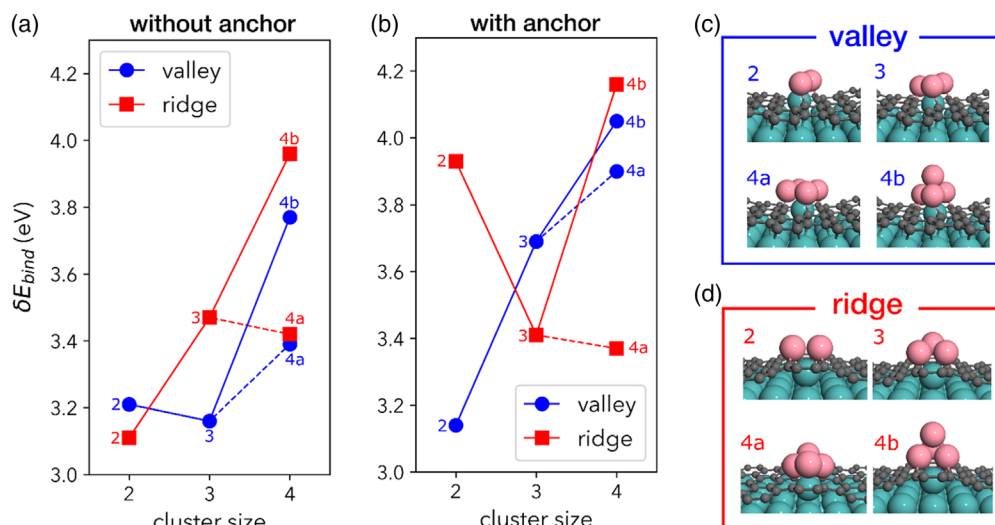 (a)
without anchor
valley
ridge
4.2
4.0
3.8
3.6
3.4
3.2
3.0
δE_bind (eV)
2
2
3
3
4b
4b
4a
4a
2
3
4
cluster size
(b)
with anchor
4.2
4.0
3.8
3.6
3.4
3.2
3.0
2
2
3
3
4b
4b
4a
4a
valley
ridge
2
3
4
cluster size
(c)
valley
2
3
4a
4b
(d)
ridge
2
3
4a
4b